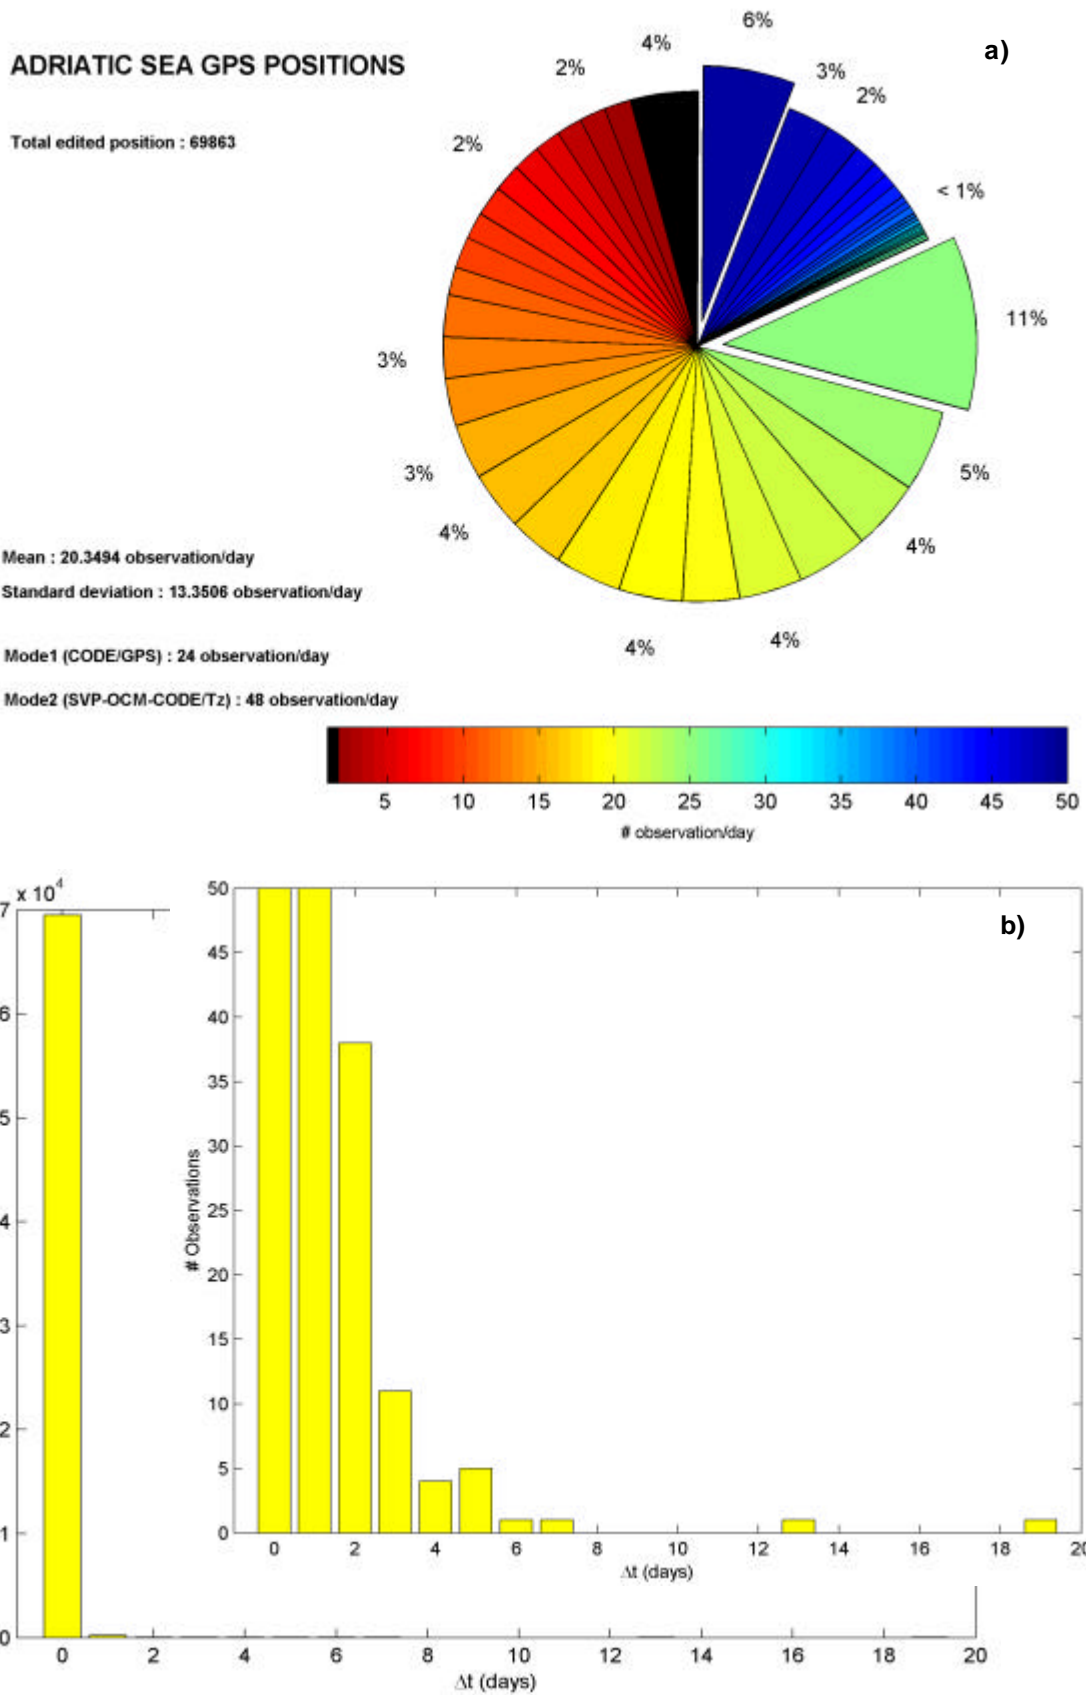 6%
4%
a)
ADRIATIC SEA GPS POSITIONS
2%
3%
2%
Total edited position : 69863
2%
< 1%
11%
3%
3%
5%
4%
4%
Mean : 20.3494 observation/day
Standard deviation : 13.3506 observation/day
4%
4%
Mode1 (CODE/GPS) : 24 observation/day
Mode2 (SVP-OCM-CODE/Tz) : 48 observation/day
5 10 15 20 25 30 35 40 45 50
# observation/day
x 10^4
7
6
5
4
3
2
1
0
0 2 4 6 8 10 12 14 16 18 20
Δt (days)
b)
50
45
40
35
30
25
20
15
10
5
0
# Observations
0 2 4 6 8 10 12 14 16 18 20
Δt (days)